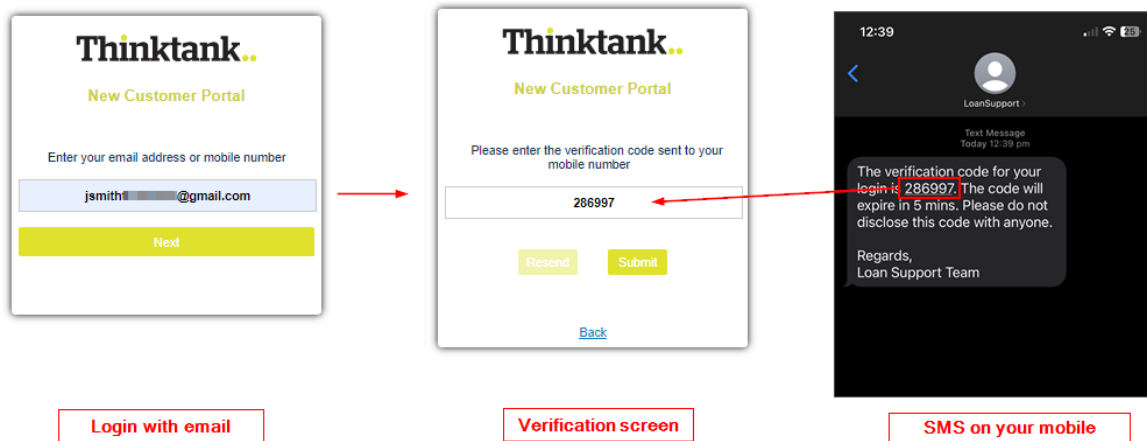 Thinktank..
New Customer Portal
Enter your email address or mobile number
@gmail.com
Next
Login with email
Thinktank..
New Customer Portal
Please enter the verification code sent to your
mobile number
286997
Resend
Submit
Back
Verification screen
12:39
25
LoanSupport
Text Message
Today 12:39 pm
The verification code for your
login is 286997. The code will
expire in 5 mins. Please do not
disclose this code with anyone.
Regards,
Loan Support Team
SMS on your mobile